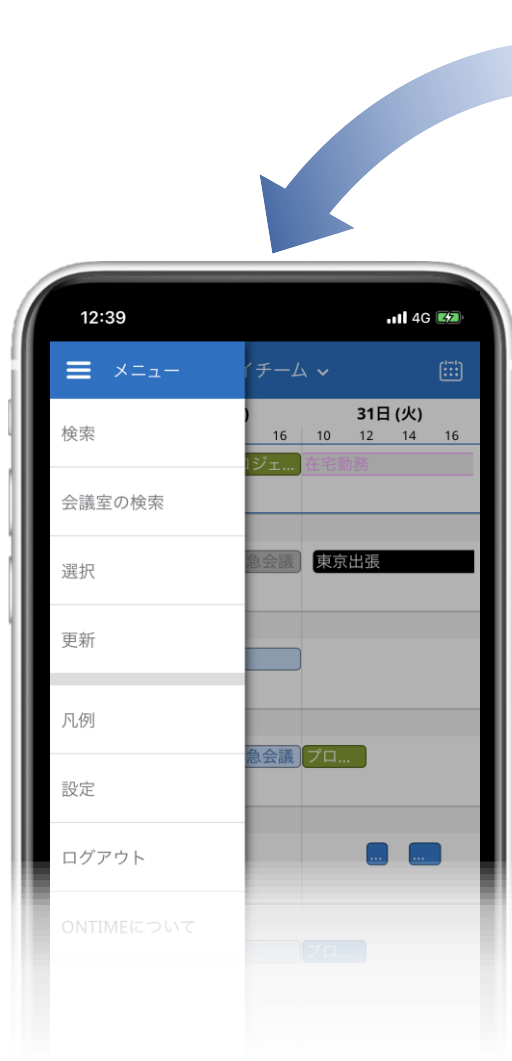 12:39
4G
メニュー
イチーム
31日 (火)
16 10 12 14 16
検索
ロジェ...
在宅勤務
会議室の検索
選択
急会議
東京出張
更新
凡例
急会議
プロ...
設定
ログアウト
...
...
ONTIMEについて
プロ...